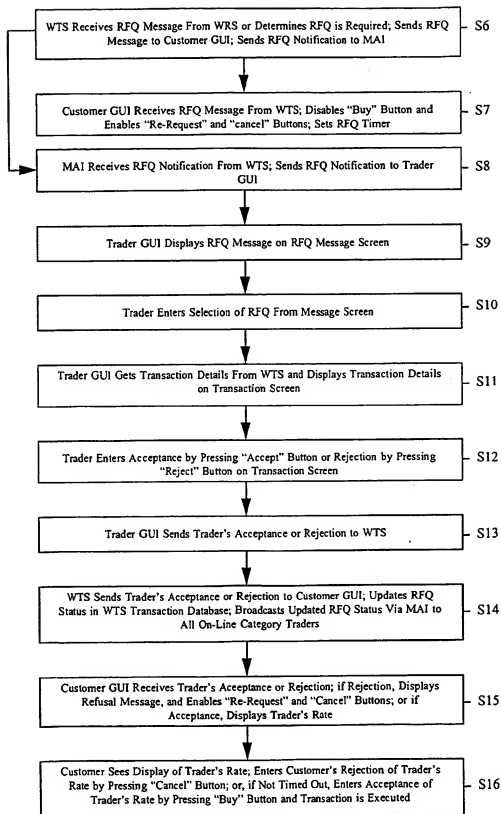 WTS Receives RFQ Message From WRS or Determines RFQ is Required; Sends RFQ
Message to Customer GUI; Sends RFQ Notification to MAI
S6
Customer GUI Receives RFQ Message From WTS; Disables "Buy" Button and
Enables "Re-Request" and "cancel" Buttons; Sets RFQ Timer
S7
MAI Receives RFQ Notification From WTS; Sends RFQ Notification to Trader
GUI
S8
Trader GUI Displays RFQ Message on RFQ Message Screen
S9
Trader Enters Selection of RFQ From Message Screen
S10
Trader GUI Gets Transaction Details From WTS and Displays Transaction Details
on Transaction Screen
S11
Trader Enters Acceptance by Pressing "Accept" Button or Rejection by Pressing
"Reject" Button on Transaction Screen
S12
Trader GUI Sends Trader's Acceptance or Rejection to WTS
S13
WTS Sends Trader's Acceptance or Rejection to Customer GUI; Updates RFQ
Status in WTS Transaction Database; Broadcasts Updated RFQ Status Via MAI to
All On-Line Category Traders
S14
Customer GUI Receives Trader's Acceptance or Rejection; if Rejection, Displays
Refusal Message, and Enables "Re-Request" and "Cancel" Buttons; or if
Acceptance, Displays Trader's Rate
S15
Customer Sees Display of Trader's Rate; Enters Customer's Rejection of Trader's
Rate by Pressing "Cancel" Button; or, if Not Timed Out, Enters Acceptance of
Trader's Rate by Pressing "Buy" Button and Transaction is Executed
S16